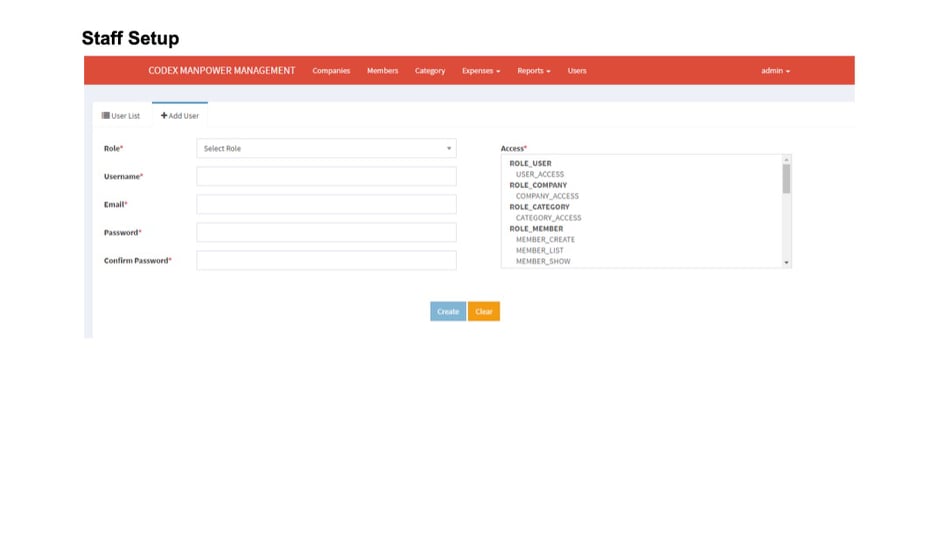 Staff Setup
CODEX MANPOWER MANAGEMENT Companies Members Category Expenses Reports Users admin
User List Add User
Role* Select Role
Username*
Email*
Password*
Confirm Password*
Access*
ROLE_USER
USER_ACCESS
ROLE_COMPANY
COMPANY_ACCESS
ROLE_CATEGORY
CATEGORY_ACCESS
ROLE_MEMBER
MEMBER_CREATE
MEMBER_LIST
MEMBER_SHOW
Create Clear